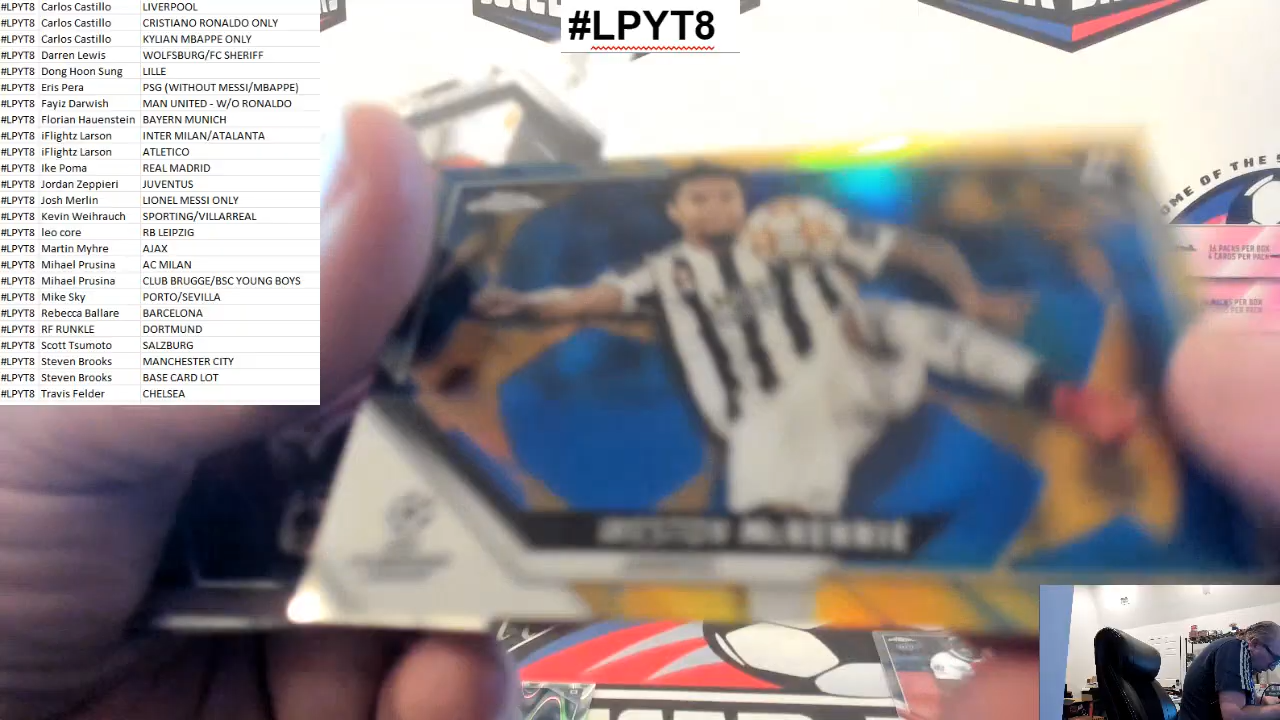 #LPYT8 Carlos Castillo LIVERPOOL
#LPYT8 Carlos Castillo CRISTIANO RONALDO ONLY
#LPYT8 Carlos Castillo KYLIAN MBAPPE ONLY
#LPYT8 Darren Lewis WOLFSBURG/FC SHERIFF
#LPYT8 Dong Hoon Sung LILLE
#LPYT8 Eris Pera PSG (WITHOUT MESSI/MBAPPE)
#LPYT8 Fayiz Darwish MAN UNITED - W/O RONALDO
#LPYT8 Florian Hauenstein BAYERN MUNICH
#LPYT8 iFlightz Larson INTER MILAN/ATALANTA
#LPYT8 iFlightz Larson ATLETICO
#LPYT8 Ike Poma REAL MADRID
#LPYT8 Jordan Zeppieri JUVENTUS
#LPYT8 Josh Merlin LIONEL MESSI ONLY
#LPYT8 Kevin Weihrauch SPORTING/VILLARREAL
#LPYT8 leo core RB LEIPZIG
#LPYT8 Martin Myhre AJAX
#LPYT8 Mihael Prusina AC MILAN
#LPYT8 Mihael Prusina CLUB BRUGGE/BSC YOUNG BOYS
#LPYT8 Mike Sky PORTO/SEVILLA
#LPYT8 Rebecca Ballare BARCELONA
#LPYT8 RF RUNKLE DORTMUND
#LPYT8 Scott Tsumoto SALZBURG
#LPYT8 Steven Brooks MANCHESTER CITY
#LPYT8 Steven Brooks BASE CARD LOT
#LPYT8 Travis Felder CHELSEA
#LPYT8
OME OF THE S
16 PACKS PER BOX
4 CARDS PER PACK
WESTON McKENNIE